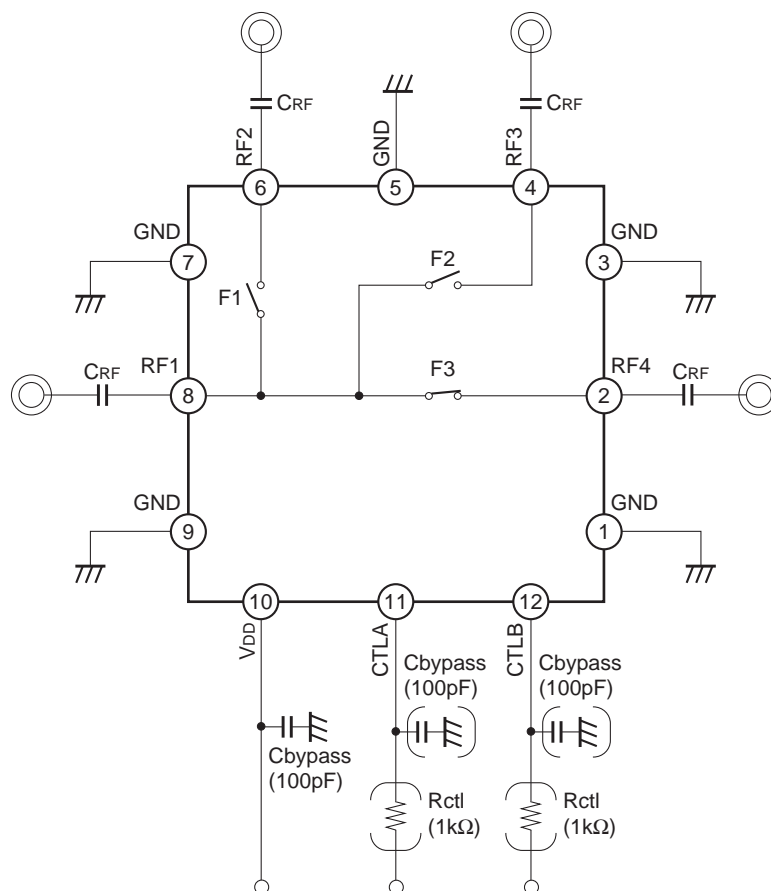 CRF
CRF
RF2
GND
RF3
6
5
4
GND
GND
7
3
F2
F1
CRF
RF1
F3
RF4
CRF
8
2
GND
GND
9
1
10
11
12
VDD
CTLA
CTLB
Cbypass
(100pF)
Cbypass
(100pF)
Cbypass
(100pF)
Rctl
(1kΩ)
Rctl
(1kΩ)